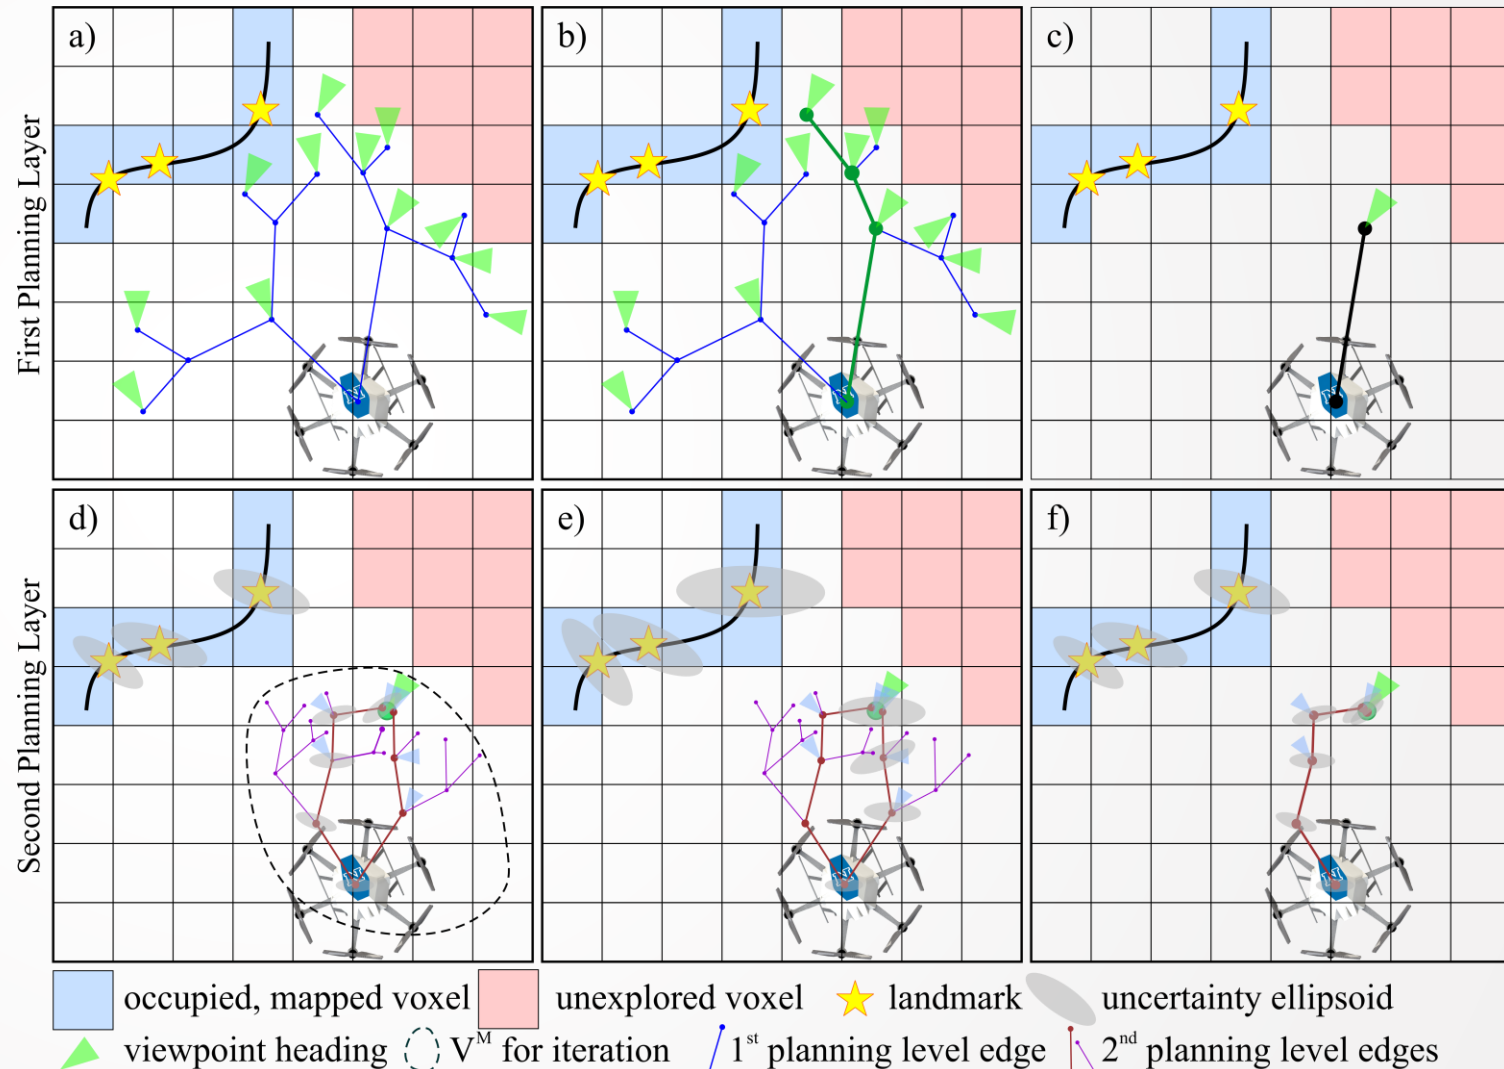 First Planning Layer
a)
b)
c)
Second Planning Layer
d)
e)
f)
occupied, mapped voxel
unexplored voxel
landmark
uncertainty ellipsoid
viewpoint heading
V^M for iteration
1st planning level edge
2nd planning level edges